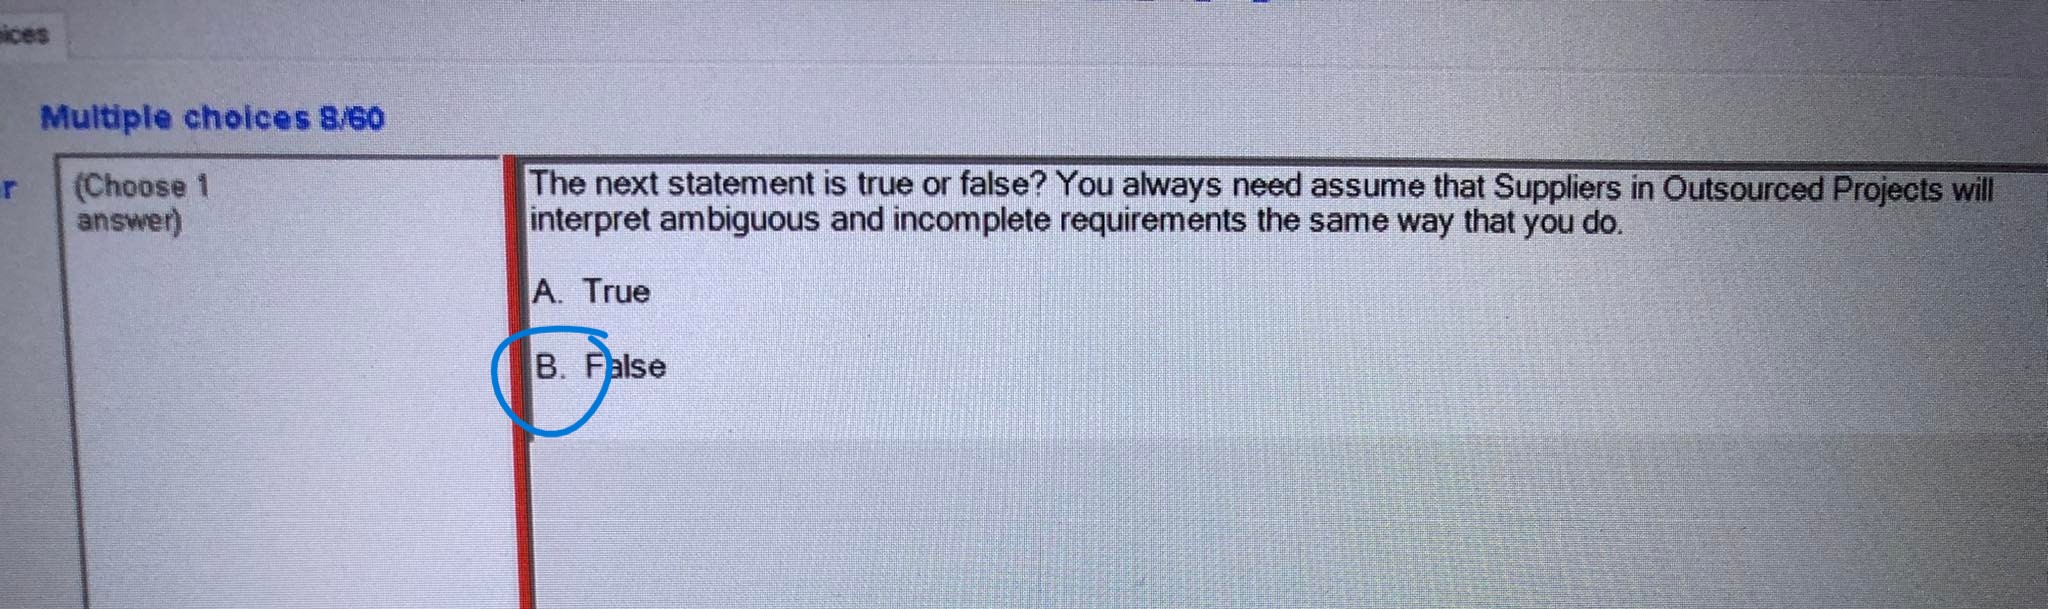 ices
Multiple choices 8/60
r
(Choose 1
answer)
The next statement is true or false? You always need assume that Suppliers in Outsourced Projects will
interpret ambiguous and incomplete requirements the same way that you do.
A. True
B. False